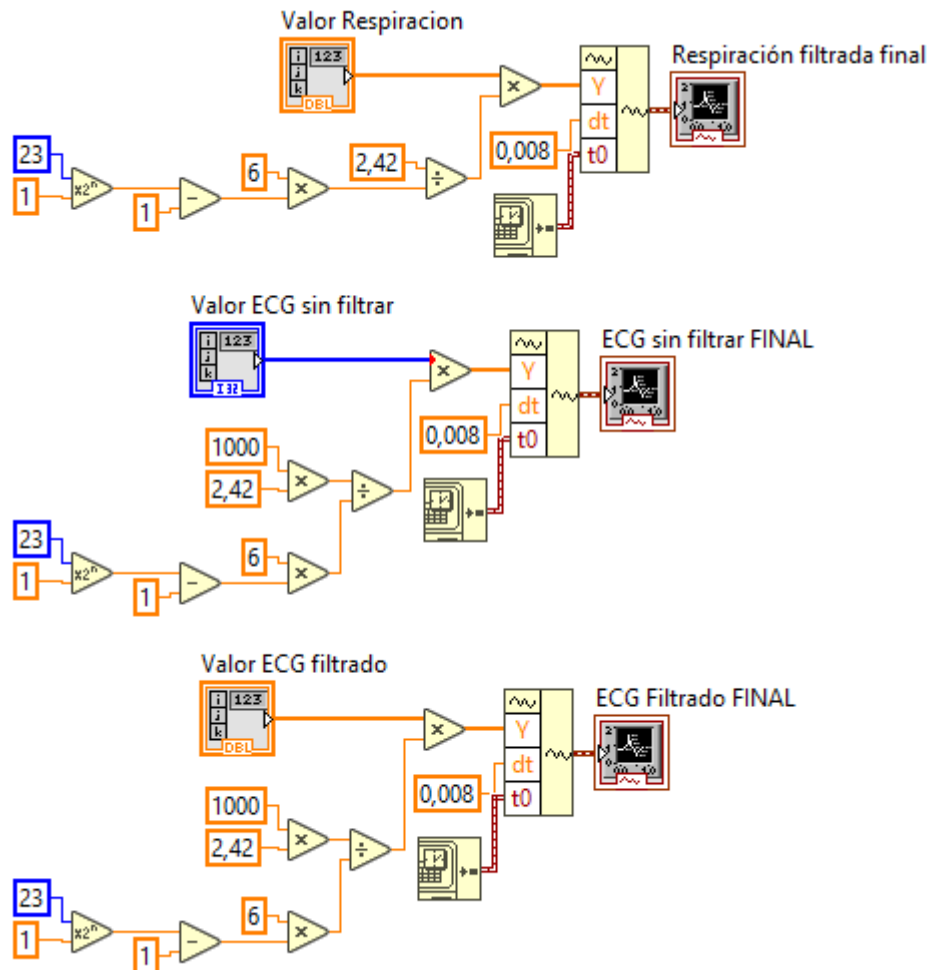 Valor Respiracion
i
j
k
123
DBL
Respiración filtrada final
Y
dt
t0
0,008
2,42
6
23
1
x2ⁿ
1
Valor ECG sin filtrar
i
j
k
123
I32
ECG sin filtrar FINAL
Y
dt
t0
0,008
1000
2,42
23
1
x2ⁿ
1
6
Valor ECG filtrado
i
j
k
123
DBL
ECG Filtrado FINAL
Y
dt
t0
0,008
1000
2,42
23
1
x2ⁿ
1
6